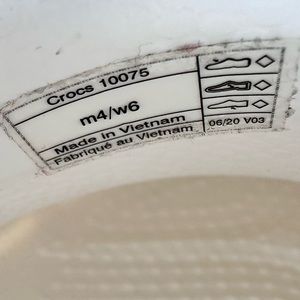 Crocs 10075
m4/w6
Made in Vietnam
Fabriqué au Vietnam
06/20 V03